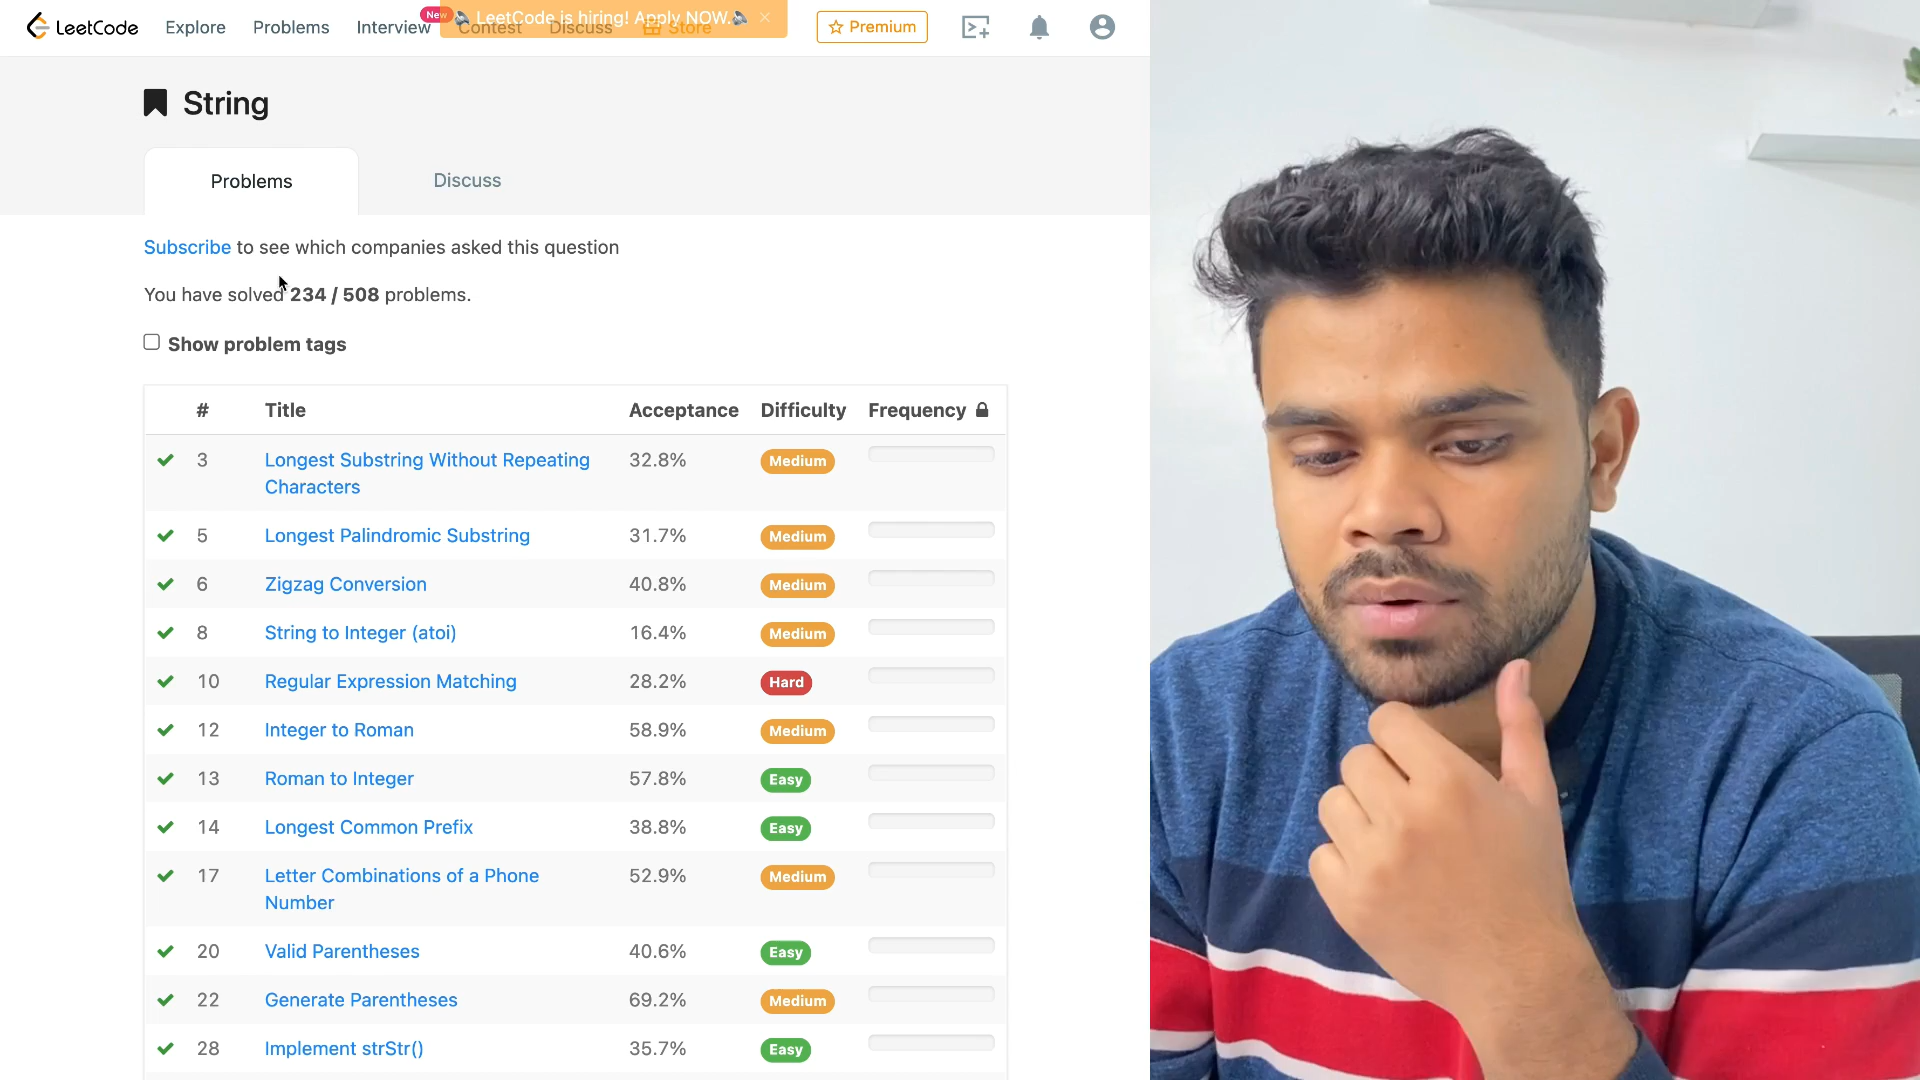 LeetCode Explore Problems Interview New Contest Discuss Store Premium
LeetCode is hiring! Apply NOW.
String
Problems Discuss
Subscribe to see which companies asked this question
You have solved 234 / 508 problems.
Show problem tags
# Title Acceptance Difficulty Frequency
3 Longest Substring Without Repeating 32.8% Medium
Characters
5 Longest Palindromic Substring 31.7% Medium
6 Zigzag Conversion 40.8% Medium
8 String to Integer (atoi) 16.4% Medium
10 Regular Expression Matching 28.2% Hard
12 Integer to Roman 58.9% Medium
13 Roman to Integer 57.8% Easy
14 Longest Common Prefix 38.8% Easy
17 Letter Combinations of a Phone 52.9% Medium
Number
20 Valid Parentheses 40.6% Easy
22 Generate Parentheses 69.2% Medium
28 Implement strStr() 35.7% Easy